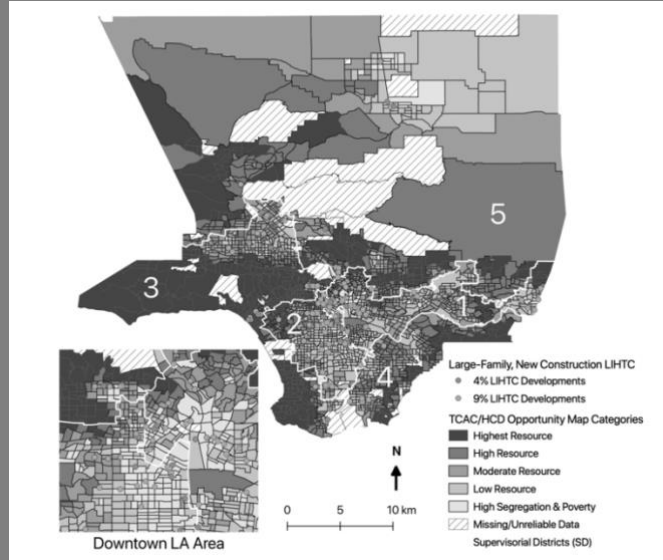 5
3
1
2
1
4
Large-Family, New Construction LIHTC
4% LIHTC Developments
9% LIHTC Developments
TCAC/HCD Opportunity Map Categories
Highest Resource
High Resource
Moderate Resource
Low Resource
High Segregation & Poverty
Missing/Unreliable Data
Supervisorial Districts (SD)
N
0 5 10 km
Downtown LA Area